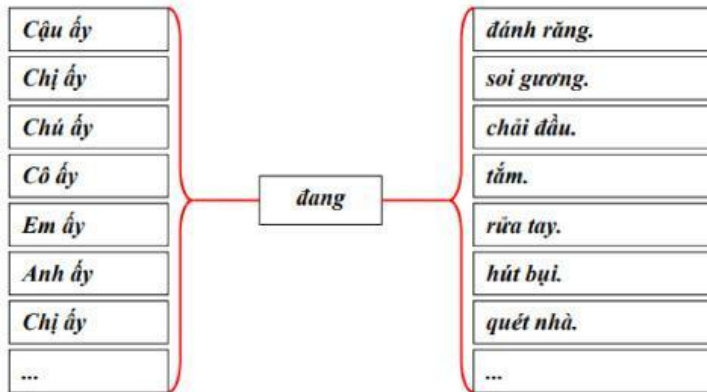 Cậu ấy
Chị ấy
Chú ấy
Cô ấy
Em ấy
Anh ấy
Chị ấy
...
đang
đánh răng.
soi gương.
chải đầu.
tắm.
rửa tay.
hút bụi.
quét nhà.
...